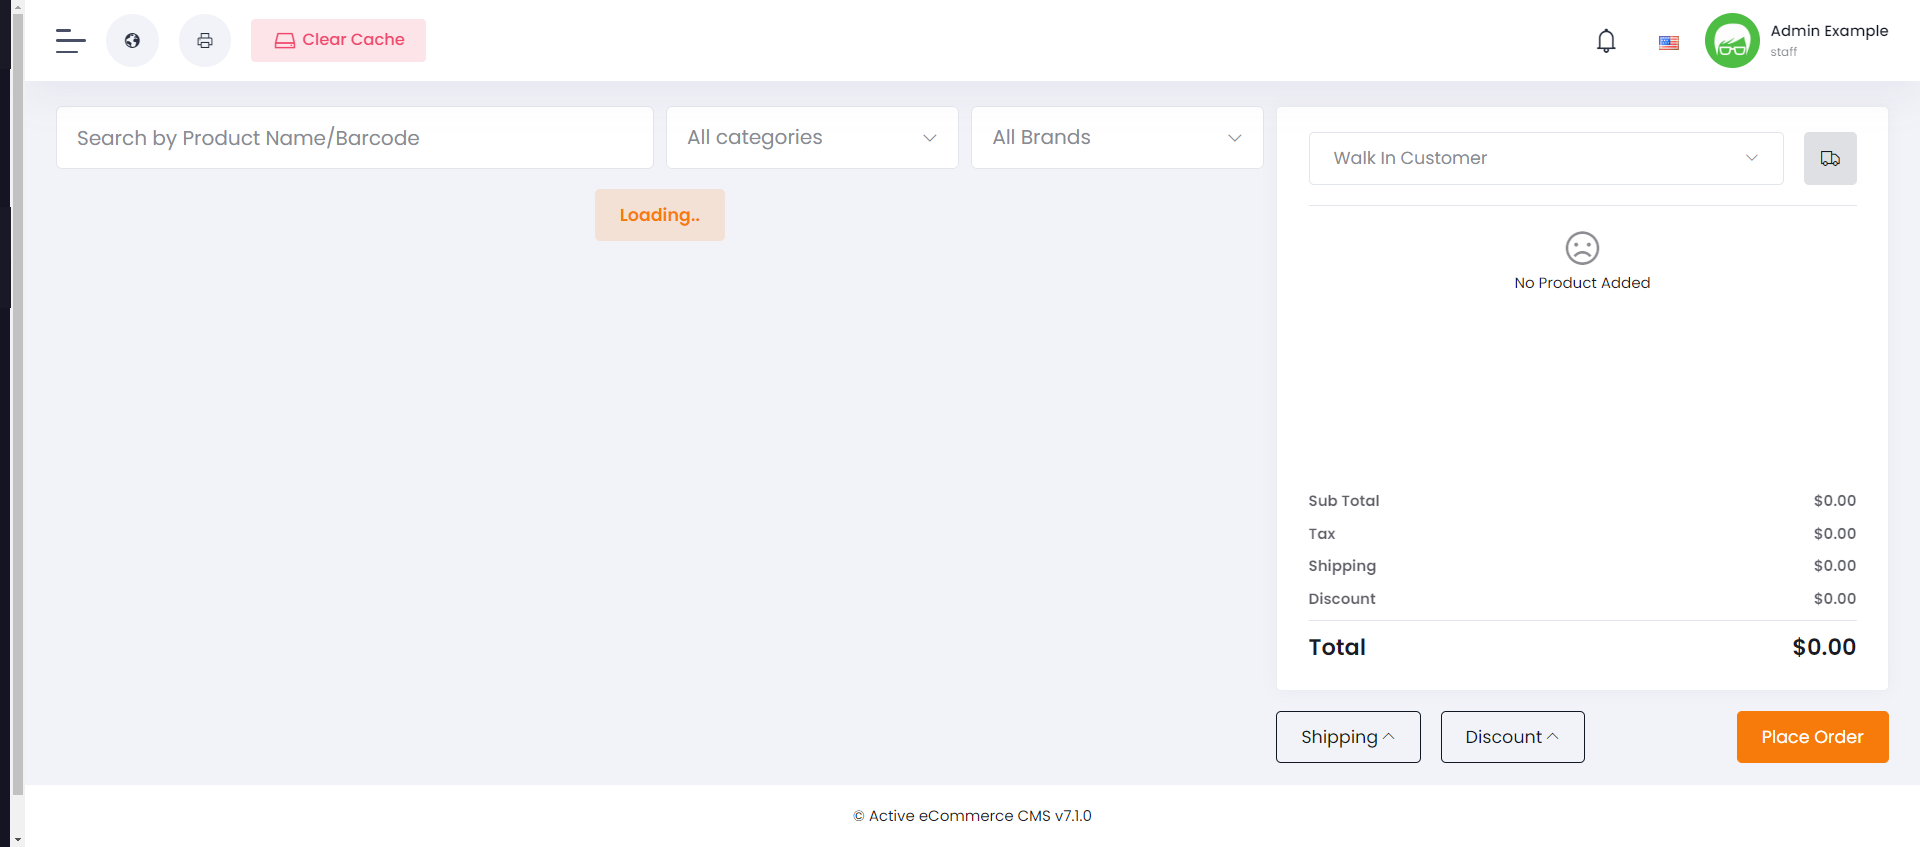 Clear Cache
Admin Example
staff
Search by Product Name/Barcode
All categories
All Brands
Loading..
Walk In Customer
No Product Added
Sub Total $0.00
Tax $0.00
Shipping $0.00
Discount $0.00
Total $0.00
Shipping
Discount
Place Order
© Active eCommerce CMS v7.1.0